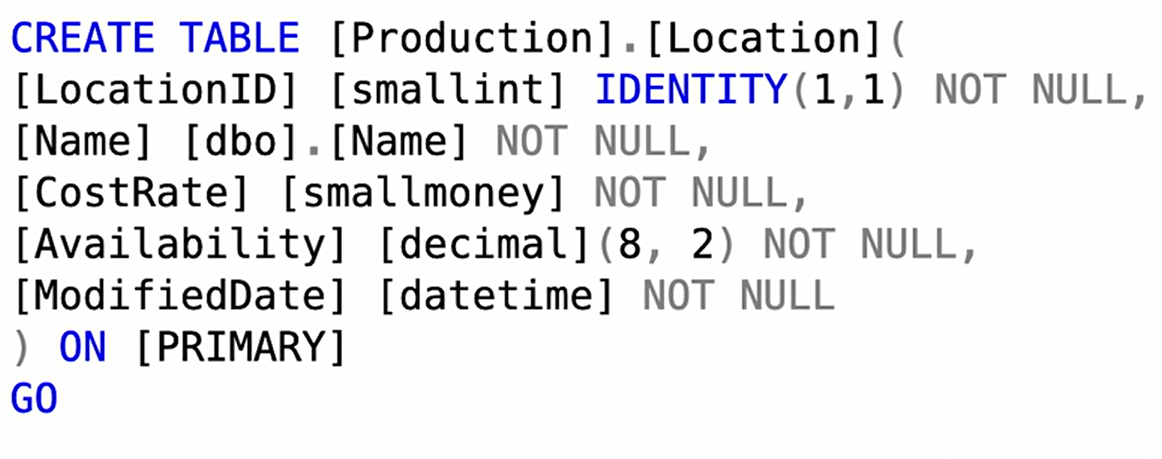 CREATE TABLE [Production].[Location](
[LocationID] [smallint] IDENTITY(1,1) NOT NULL,
[Name] [dbo].[Name] NOT NULL,
[CostRate] [smallmoney] NOT NULL,
[Availability] [decimal](8, 2) NOT NULL,
[ModifiedDate] [datetime] NOT NULL
) ON [PRIMARY]
GO